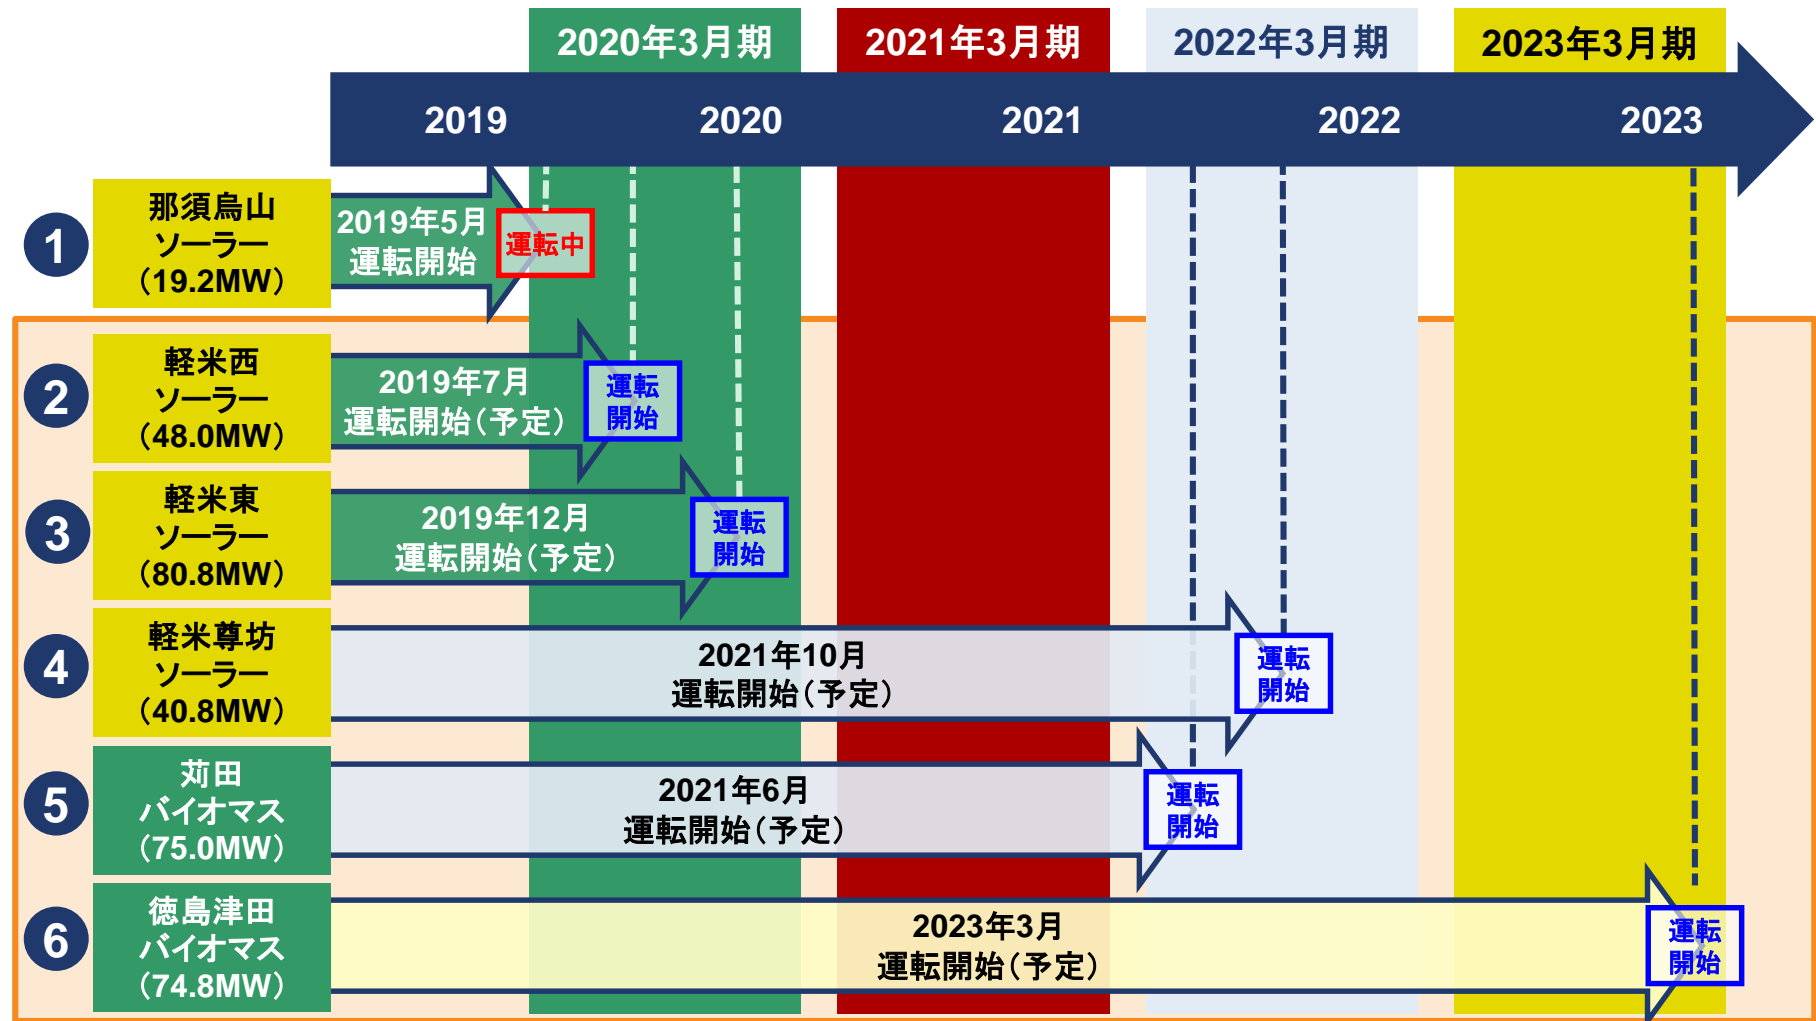 2020年3月期
2021年3月期
2022年3月期
2023年3月期
2019
2020
2021
2022
2023
1
那須烏山
ソーラー
（19.2MW）
2019年5月
運転開始
運転中
2
軽米西
ソーラー
（48.0MW）
2019年7月
運転開始（予定）
運転
開始
3
軽米東
ソーラー
（80.8MW）
2019年12月
運転開始（予定）
運転
開始
4
軽米尊坊
ソーラー
（40.8MW）
2021年10月
運転開始（予定）
運転
開始
5
苅田
バイオマス
（75.0MW）
2021年6月
運転開始（予定）
運転
開始
6
徳島津田
バイオマス
（74.8MW）
2023年3月
運転開始（予定）
運転
開始